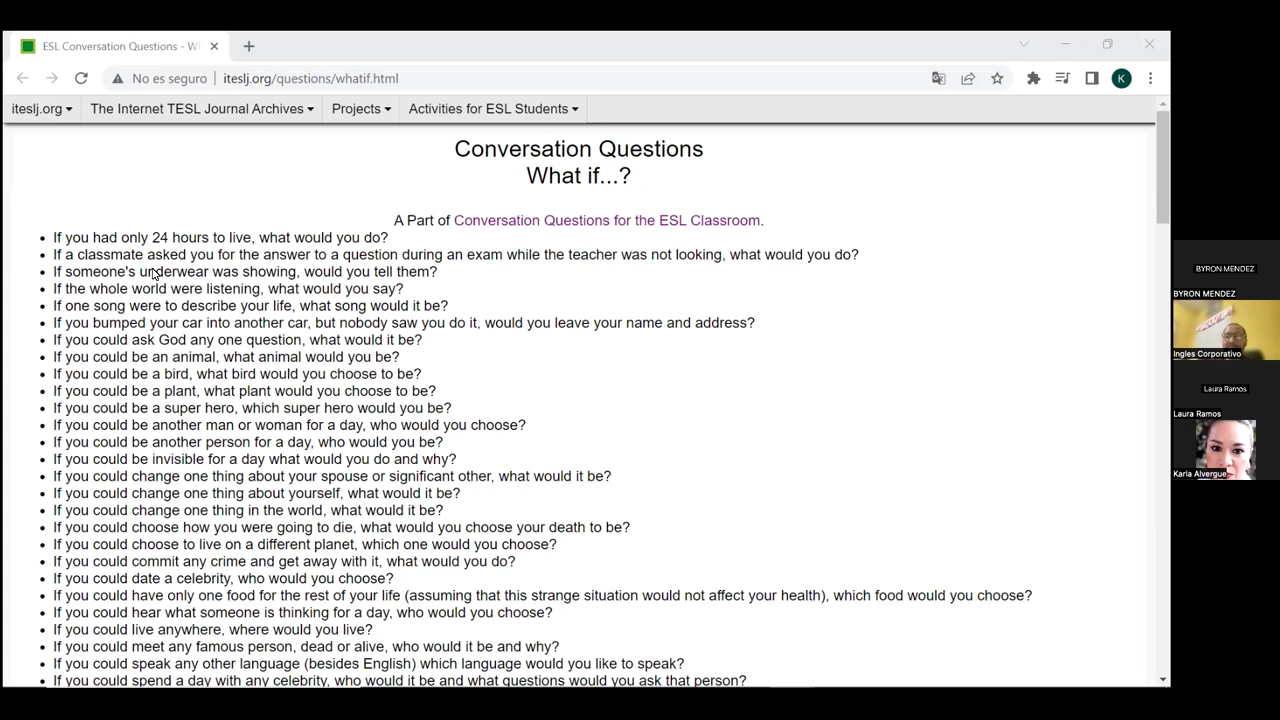 ESL Conversation Questions - W
No es seguro
iteslj.org/questions/whatif.html
K
iteslj.org
The Internet TESL Journal Archives
Projects
Activities for ESL Students
Conversation Questions
What if...?
A Part of Conversation Questions for the ESL Classroom.
If you had only 24 hours to live, what would you do?
If a classmate asked you for the answer to a question during an exam while the teacher was not looking, what would you do?
If someone's underwear was showing, would you tell them?
If the whole world were listening, what would you say?
If one song were to describe your life, what song would it be?
If you bumped your car into another car, but nobody saw you do it, would you leave your name and address?
If you could ask God any one question, what would it be?
If you could be an animal, what animal would you be?
If you could be a bird, what bird would you choose to be?
If you could be a plant, what plant would you choose to be?
If you could be a super hero, which super hero would you be?
If you could be another man or woman for a day, who would you choose?
If you could be another person for a day, who would you be?
If you could be invisible for a day what would you do and why?
If you could change one thing about your spouse or significant other, what would it be?
If you could change one thing about yourself, what would it be?
If you could change one thing in the world, what would it be?
If you could choose how you were going to die, what would you choose your death to be?
If you could choose to live on a different planet, which one would you choose?
If you could commit any crime and get away with it, what would you do?
If you could date a celebrity, who would you choose?
If you could have only one food for the rest of your life (assuming that this strange situation would not affect your health), which food would you choose?
If you could hear what someone is thinking for a day, who would you choose?
If you could live anywhere, where would you live?
If you could meet any famous person, dead or alive, who would it be and why?
If you could speak any other language (besides English) which language would you like to speak?
If you could spend a day with any celebrity, who would it be and what questions would you ask that person?
BYRON MENDEZ
BYRON MENDEZ
Ingles Corporativo
Laura Ramos
Laura Ramos
Karla Alvergue